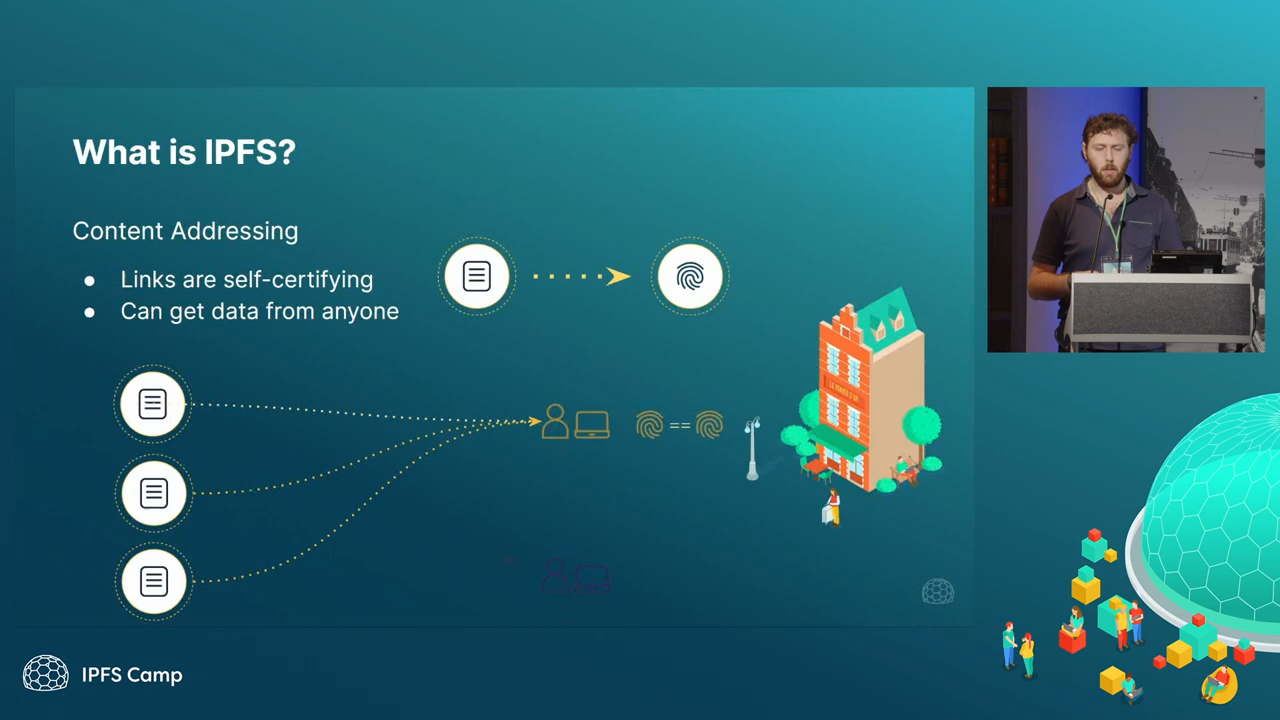 What is IPFS?
Content Addressing
● Links are self-certifying
● Can get data from anyone
==
IPFS Camp